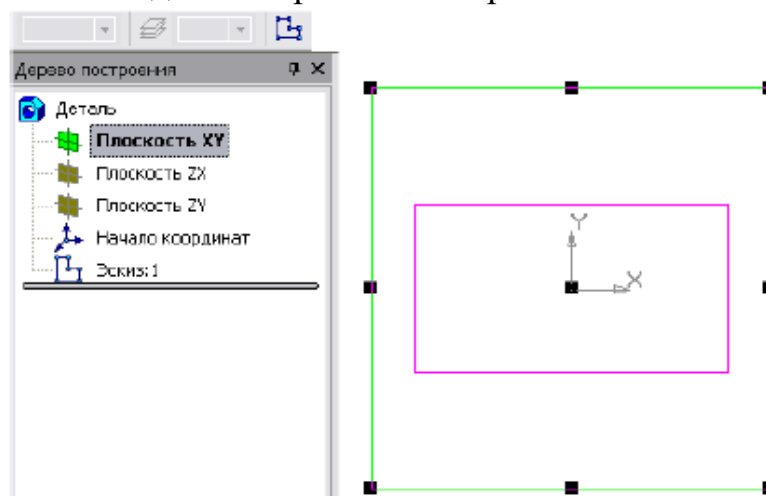 Дерево построения
Деталь
Плоскость XY
Плоскость ZX
Плоскость ZY
Начало координат
Эскиз:1
Y
X